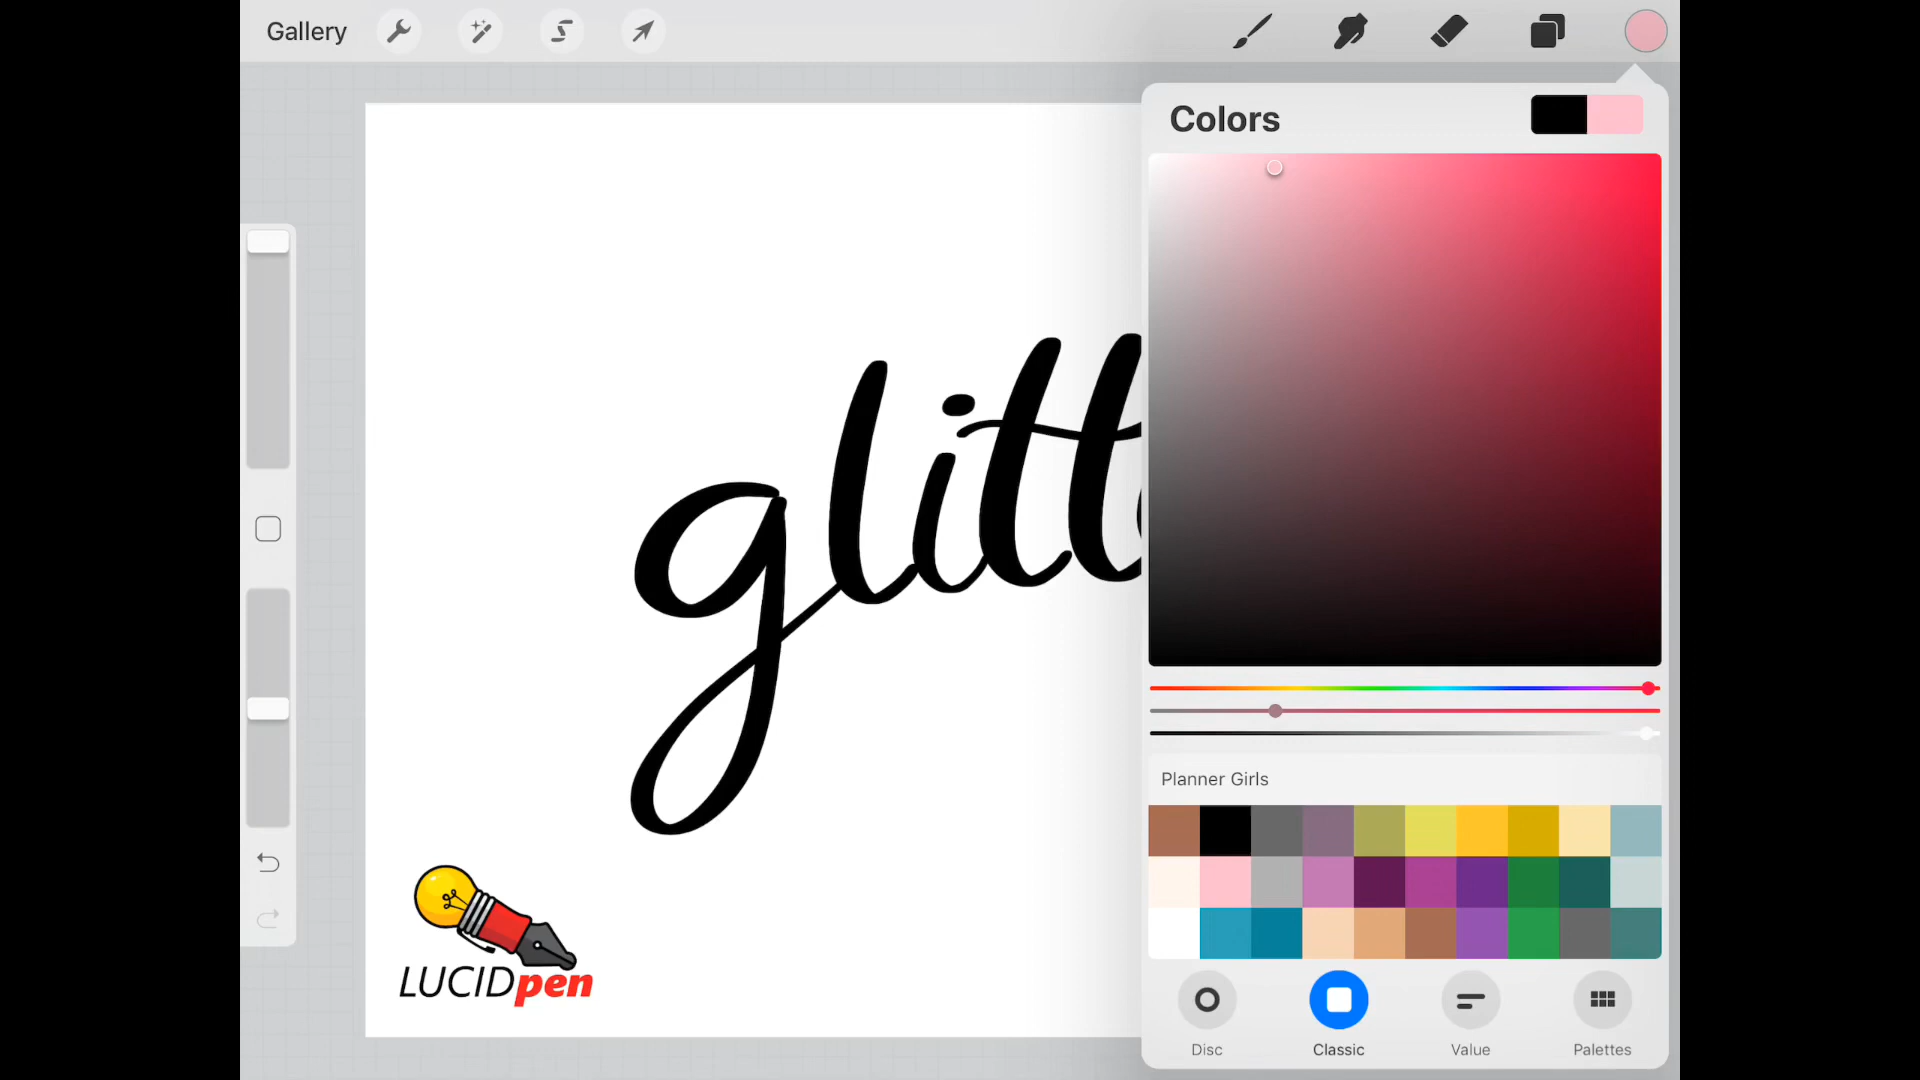 Gallery
Colors
glitt
LUCIDpen
Planner Girls
Disc
Classic
Value
Palettes